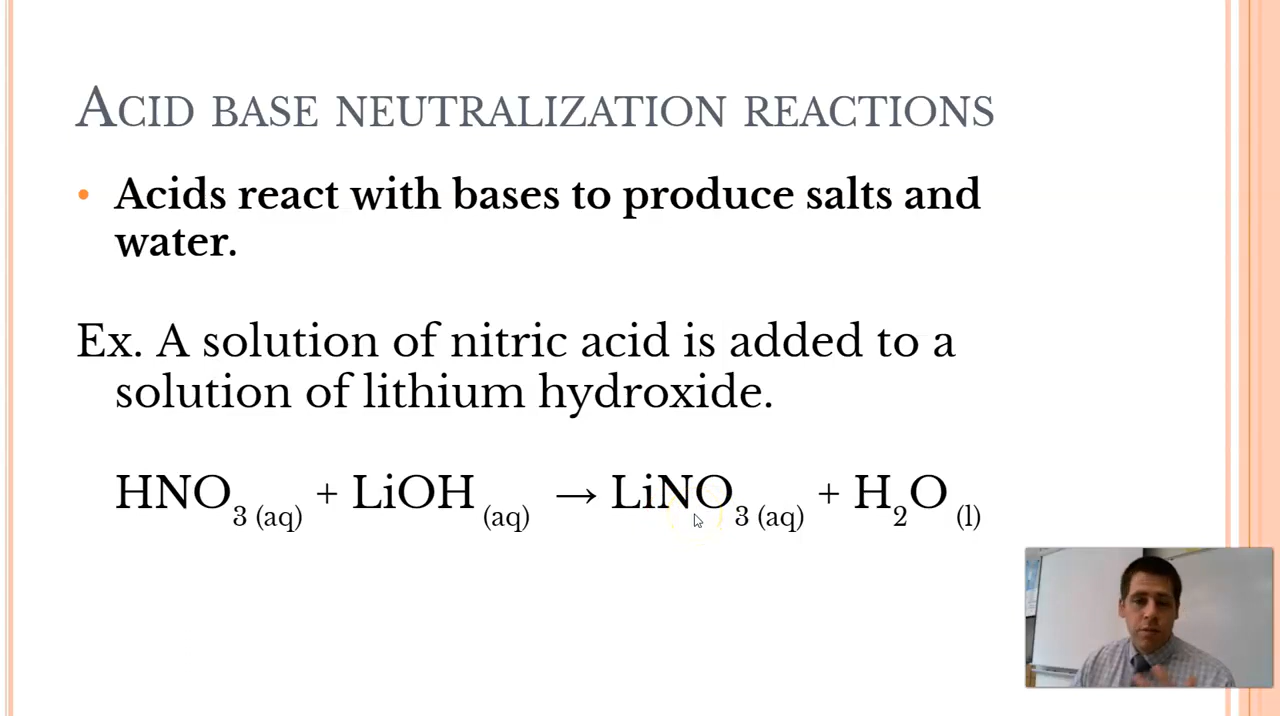 ACID BASE NEUTRALIZATION REACTIONS
• Acids react with bases to produce salts and
water.
Ex. A solution of nitric acid is added to a
solution of lithium hydroxide.
HNO₃ (aq) + LiOH (aq) → LiNO₃ (aq) + H₂O (l)